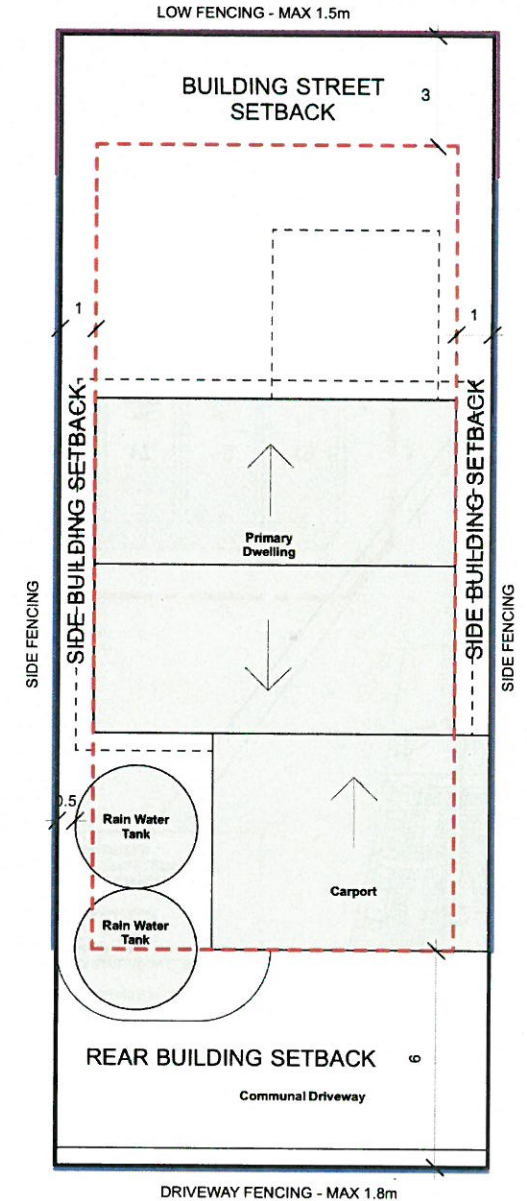 LOW FENCING - MAX 1.5m
BUILDING STREET
SETBACK
3
1
1
SIDE BUILDING SETBACK
SIDE BUILDING SETBACK
Primary
Dwelling
SIDE FENCING
SIDE FENCING
0.5
Rain Water
Tank
Carport
Rain Water
Tank
REAR BUILDING SETBACK
6
Communal Driveway
DRIVEWAY FENCING - MAX 1.8m